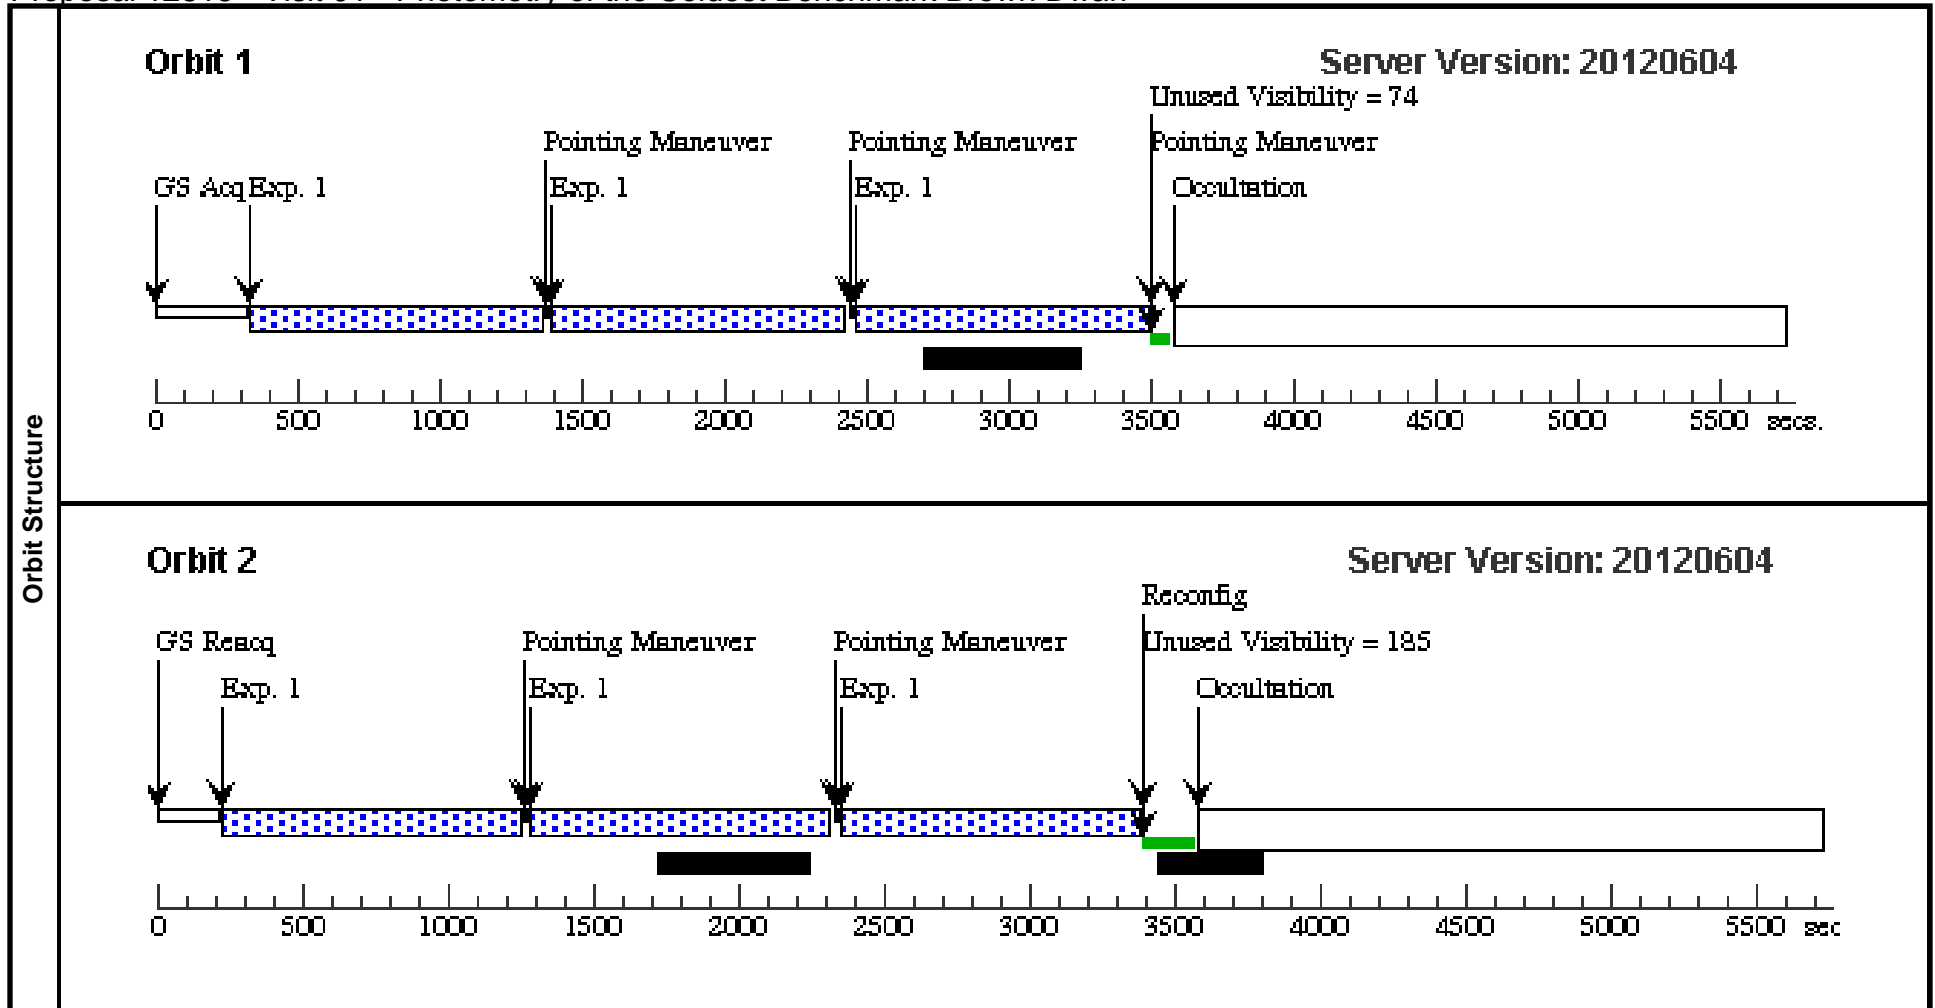 Orbit Structure
Orbit 1
Server Version: 20120604
Unused Visibility = 74
Pointing Maneuver Pointing Maneuver Pointing Maneuver
GS Acq Exp. 1 Exp. 1 Exp. 1 Occultation
0 500 1000 1500 2000 2500 3000 3500 4000 4500 5000 5500 secs.
Orbit 2
Server Version: 20120604
Reconfig
GS Reacq Pointing Maneuver Pointing Maneuver Unused Visibility = 185
Exp. 1 Exp. 1 Exp. 1 Occultation
0 500 1000 1500 2000 2500 3000 3500 4000 4500 5000 5500 sec